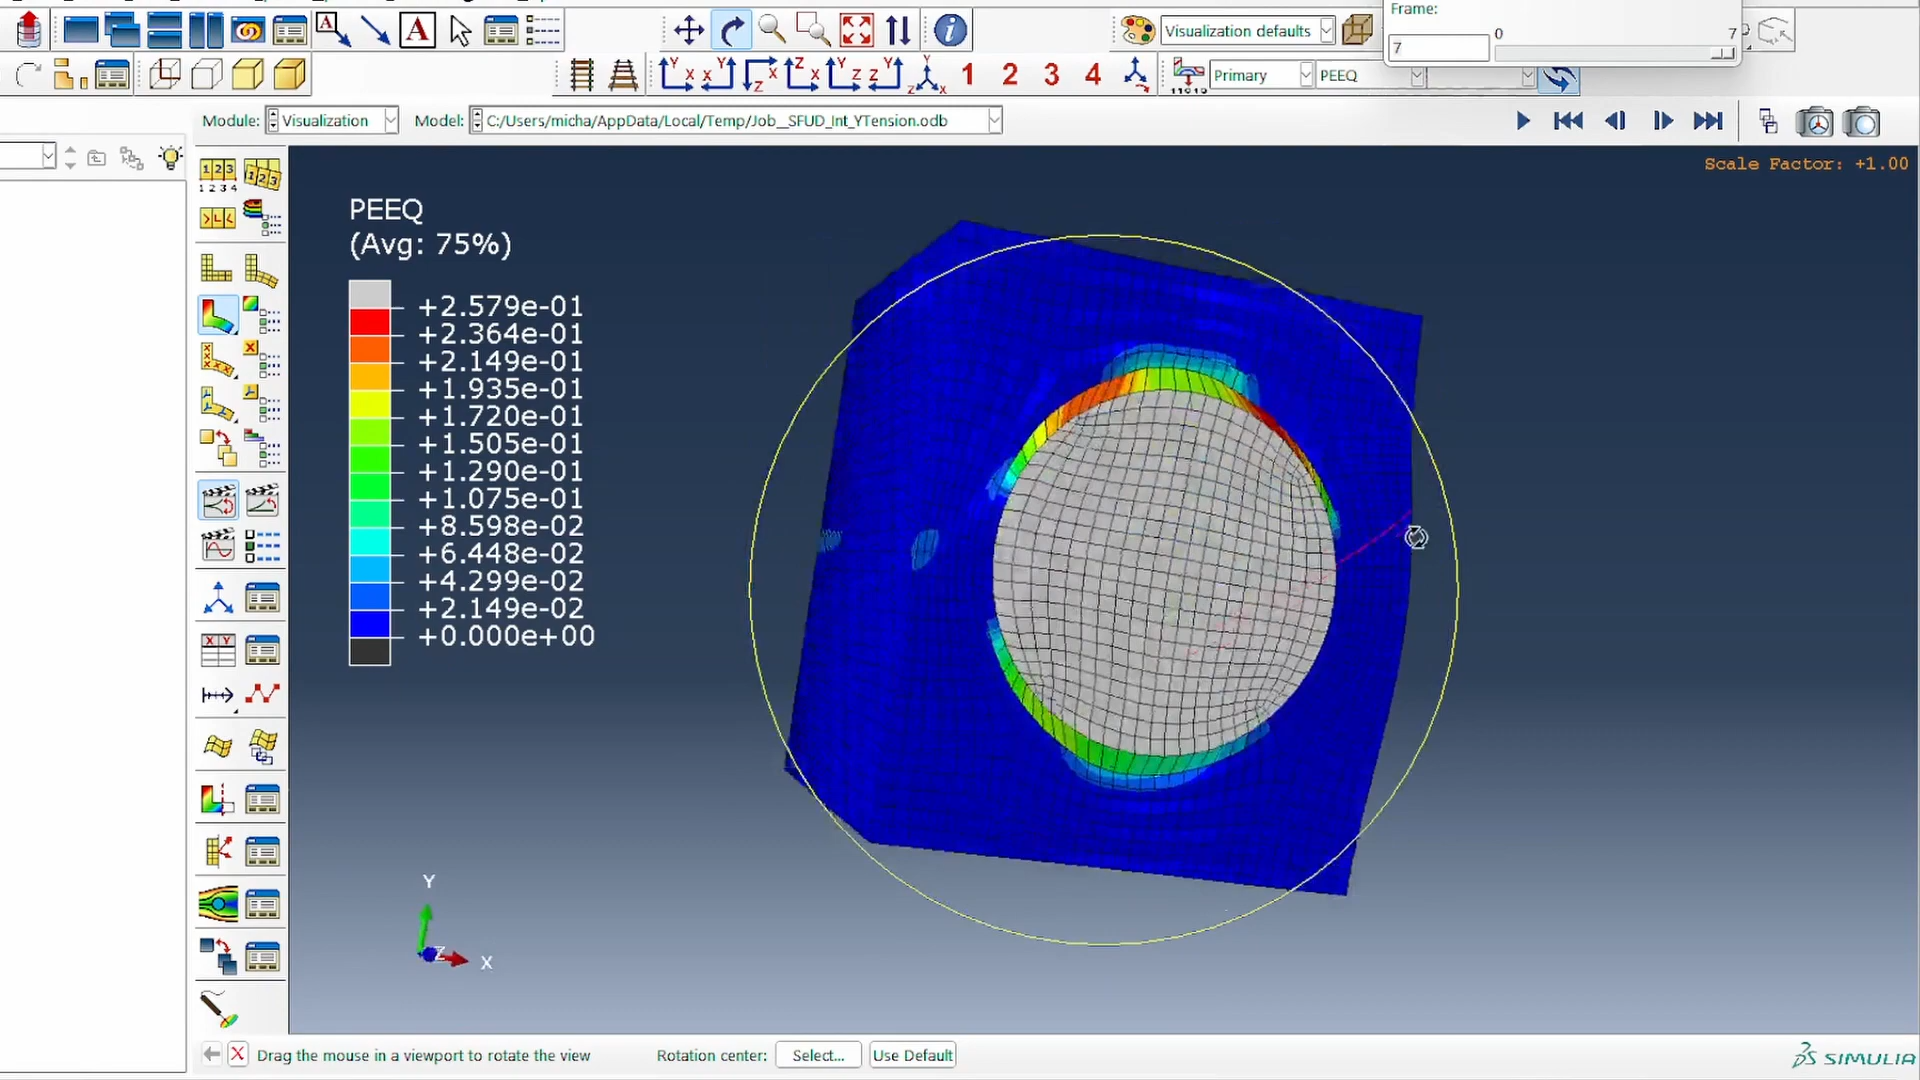 Frame:
7
0
7
Visualization defaults
1 2 3 4
Primary
PEEQ
Module:
Visualization
Model:
C:/Users/micha/AppData/Local/Temp/Job__SFUD_Int_YTension.odb
Scale Factor: +1.00
PEEQ
(Avg: 75%)
+2.579e-01
+2.364e-01
+2.149e-01
+1.935e-01
+1.720e-01
+1.505e-01
+1.290e-01
+1.075e-01
+8.598e-02
+6.448e-02
+4.299e-02
+2.149e-02
+0.000e+00
Y
Z
X
Drag the mouse in a viewport to rotate the view
Rotation center:
Select...
Use Default
SIMULIA